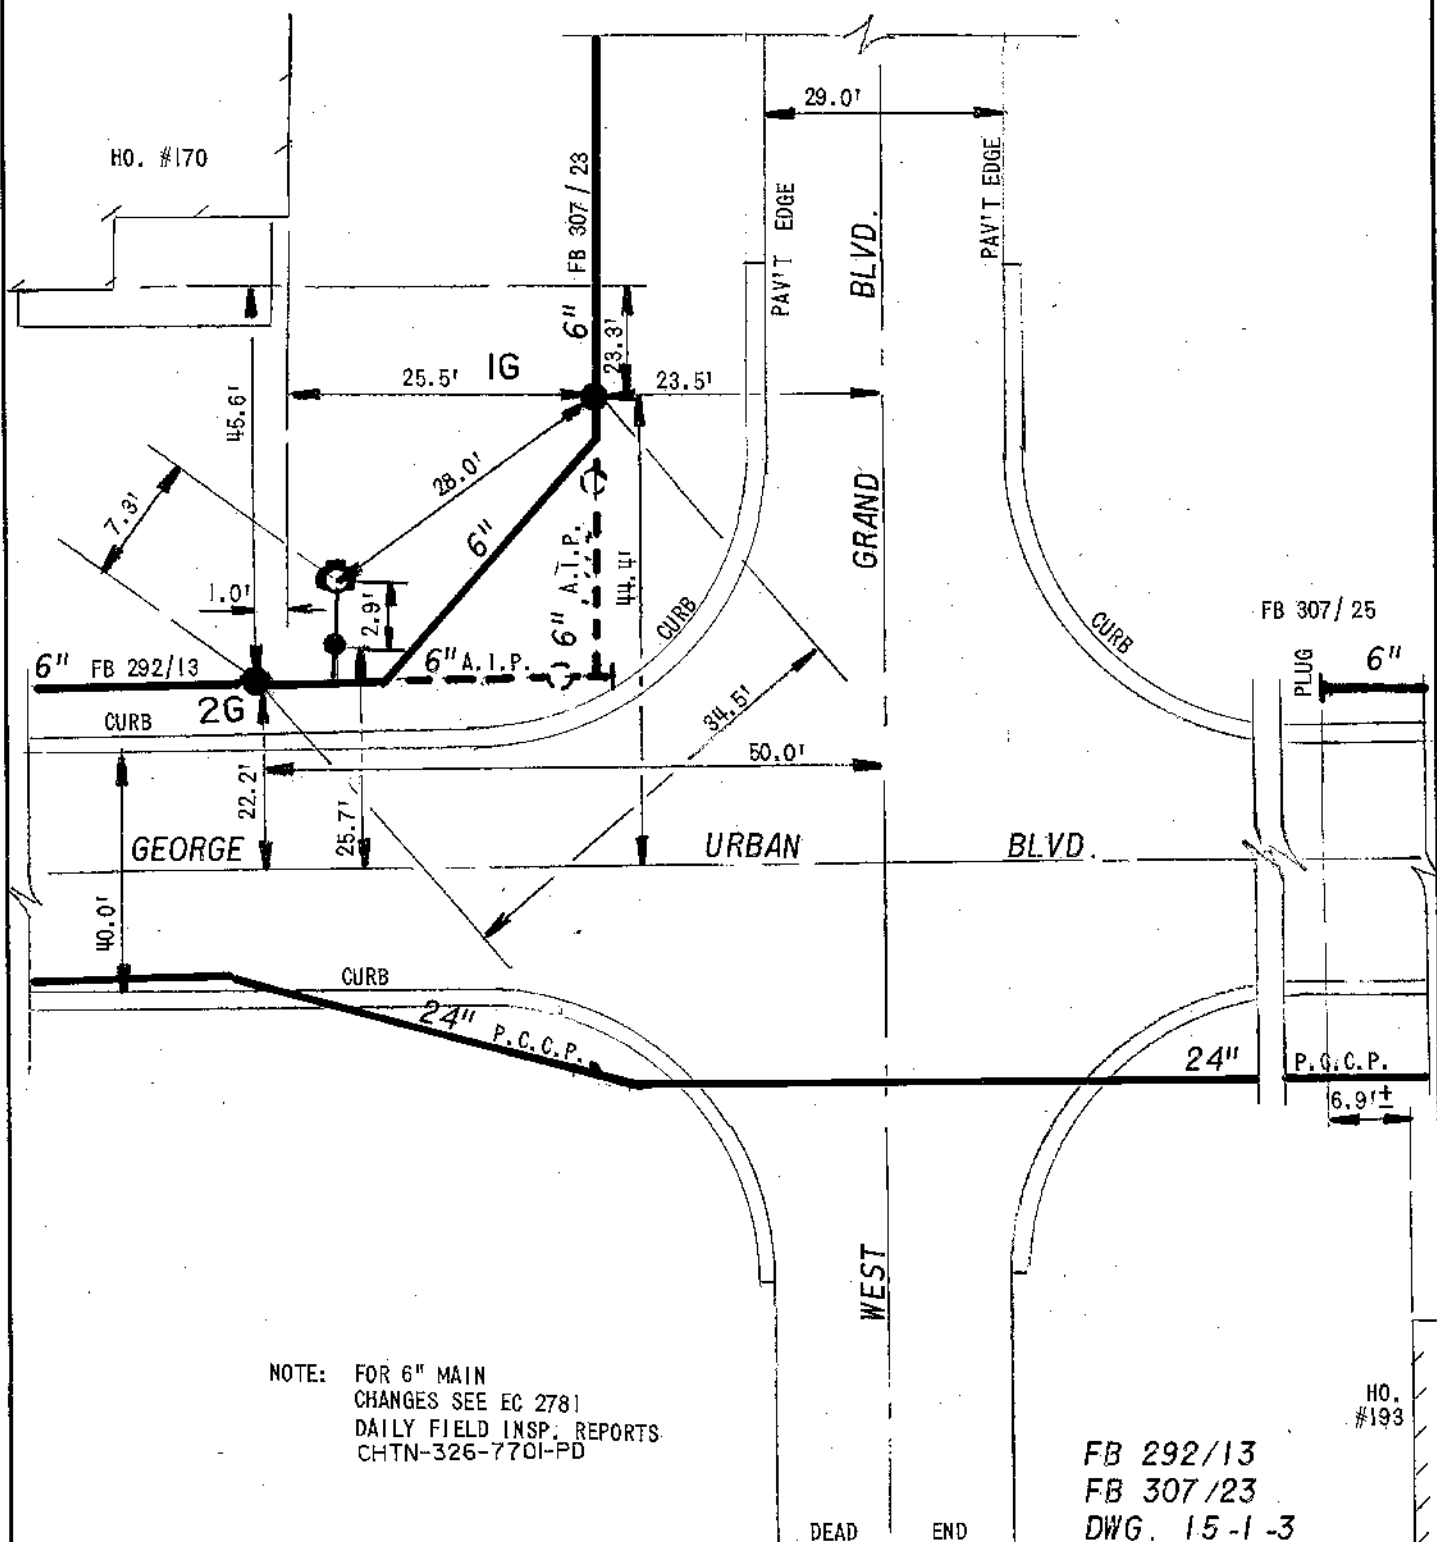 29.0'
HO. #170
PAV'T EDGE
PAV'T EDGE
FB 307 / 23
BLVD.
6"
23.3'
25.5'
1G
23.5'
45.6'
28.0'
7.3'
GRAND
6"
6" A.I.P.
44.4'
1.0'
2.9'
CURB
CURB
FB 307/25
6"
FB 292/13
6" A.I.P.
PLUG
6"
2G
CURB
34.5'
50.0'
22.2'
25.7'
GEORGE
URBAN
BLVD.
40.0'
CURB
24"
P.C.C.P.
24"
P.C.C.P.
6.9'±
WEST
NOTE: FOR 6" MAIN
CHANGES SEE EC 2781
DAILY FIELD INSP. REPORTS
CHTN-326-7701-PD
HO.
#193
FB 292/13
FB 307/23
DWG. 15-1-3
DEAD END